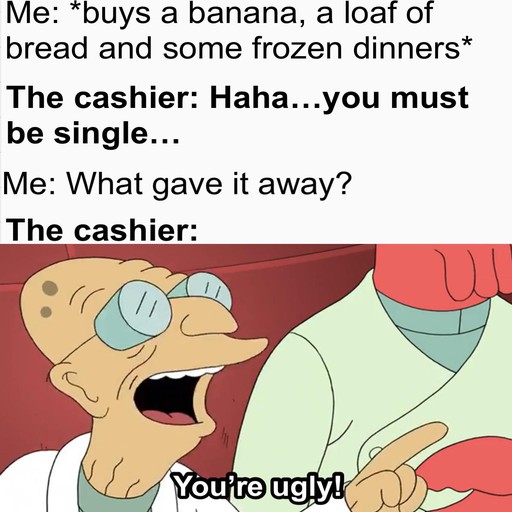 Me: *buys a banana, a loaf of
bread and some frozen dinners*
The cashier: Haha...you must
be single...
Me: What gave it away?
The cashier:
You're ugly!